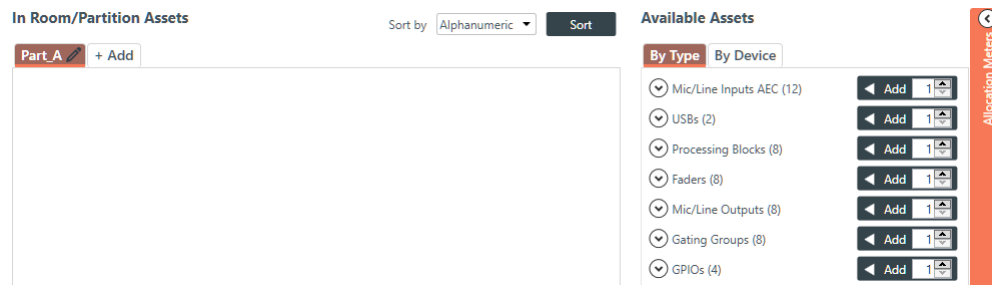 In Room/Partition Assets
Sort by Alphanumeric Sort
Part_A + Add
Available Assets
By Type By Device
Mic/Line Inputs AEC (12) Add 1
USBs (2) Add 1
Processing Blocks (8) Add 1
Faders (8) Add 1
Mic/Line Outputs (8) Add 1
Gating Groups (8) Add 1
GPIOs (4) Add 1
Allocation Meters